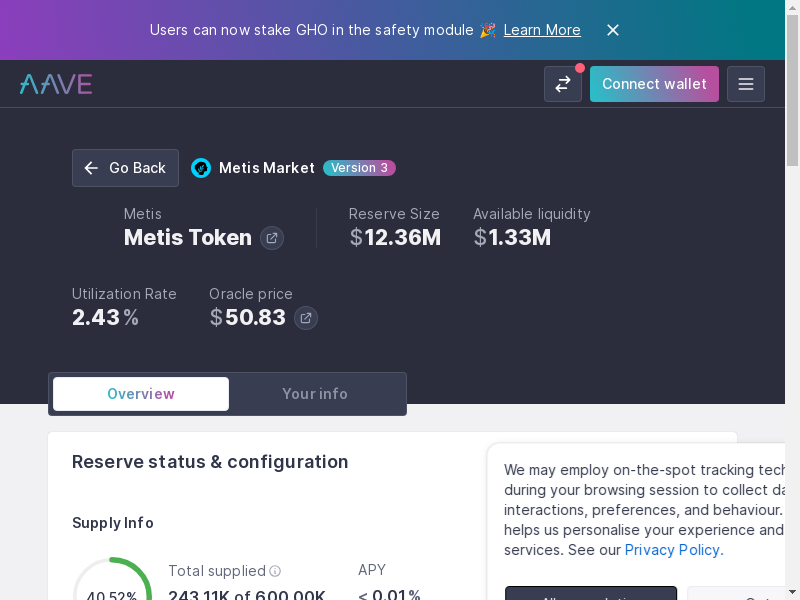 Users can now stake GHO in the safety module 🎉 Learn More
AAVE
Connect wallet
Go Back
Metis Market
Version 3
Metis
Metis Token
Reserve Size
$12.36M
Available liquidity
$1.33M
Utilization Rate
2.43%
Oracle price
$50.83
Overview
Your info
Reserve status & configuration
We may employ on-the-spot tracking tech
during your browsing session to collect da
interactions, preferences, and behaviour.
helps us personalise your experience and
services. See our Privacy Policy.
Supply Info
40.52%
Total supplied
243.11K of 600.00K
APY
< 0.01%